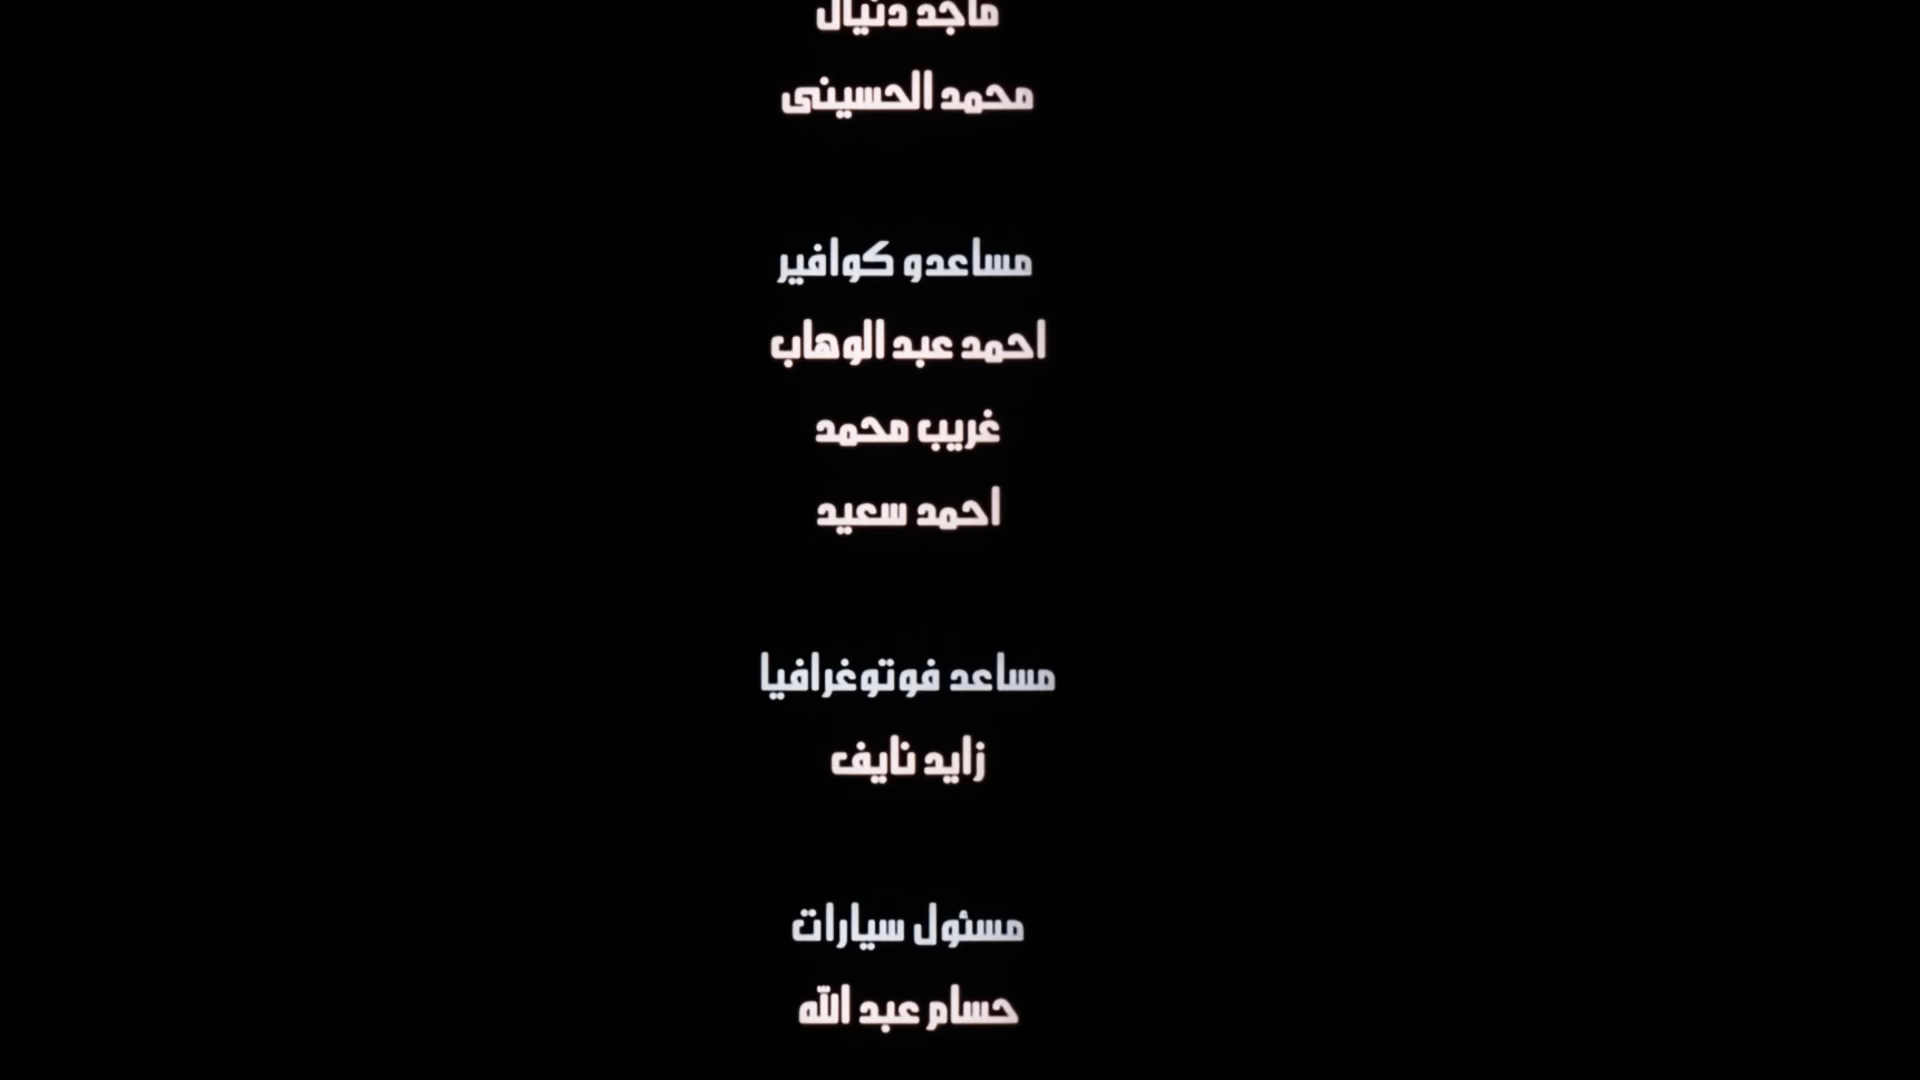 ماجد دنيال
محمد الحسينى
مساعدو كوافير
احمد عبد الوهاب
غريب محمد
احمد سعيد
مساعد فوتوغرافيا
زايد نايف
مسئول سيارات
حسام عبد الله